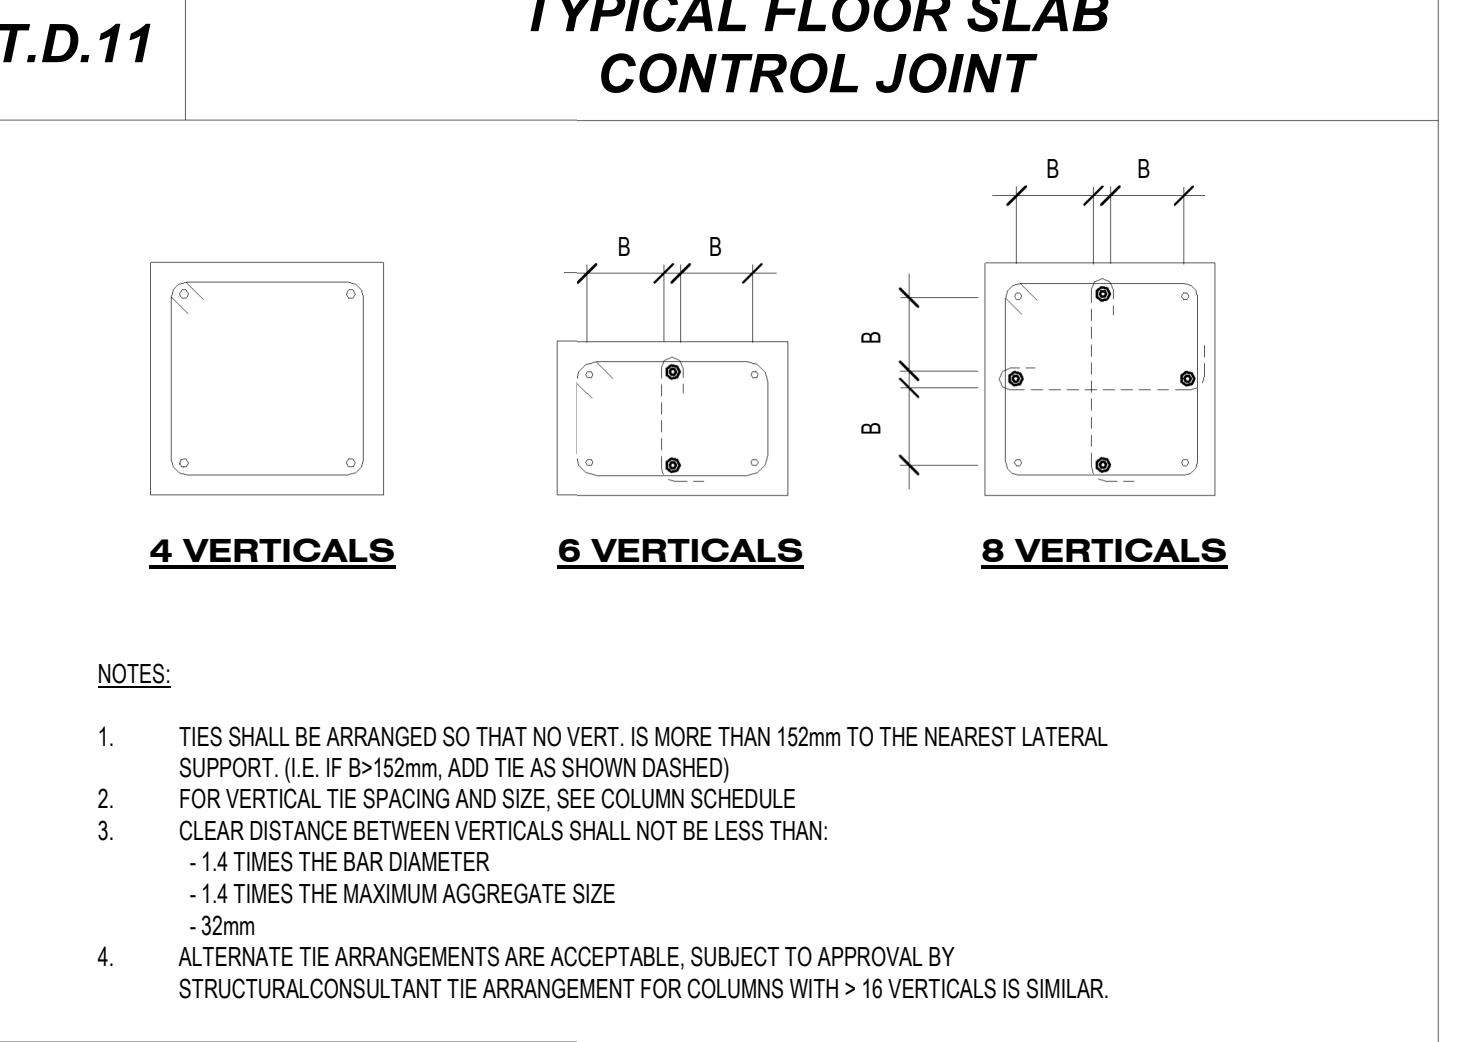 T.D.11
TYPICAL FLOOR SLAB
CONTROL JOINT
B B
B B
B
B
4 VERTICALS
6 VERTICALS
8 VERTICALS
NOTES:
1. TIES SHALL BE ARRANGED SO THAT NO VERT. IS MORE THAN 152mm TO THE NEAREST LATERAL
SUPPORT. (I.E. IF B>152mm, ADD TIE AS SHOWN DASHED)
2. FOR VERTICAL TIE SPACING AND SIZE, SEE COLUMN SCHEDULE
3. CLEAR DISTANCE BETWEEN VERTICALS SHALL NOT BE LESS THAN:
- 1.4 TIMES THE BAR DIAMETER
- 1.4 TIMES THE MAXIMUM AGGREGATE SIZE
- 32mm
4. ALTERNATE TIE ARRANGEMENTS ARE ACCEPTABLE, SUBJECT TO APPROVAL BY
STRUCTURALCONSULTANT TIE ARRANGEMENT FOR COLUMNS WITH > 16 VERTICALS IS SIMILAR.